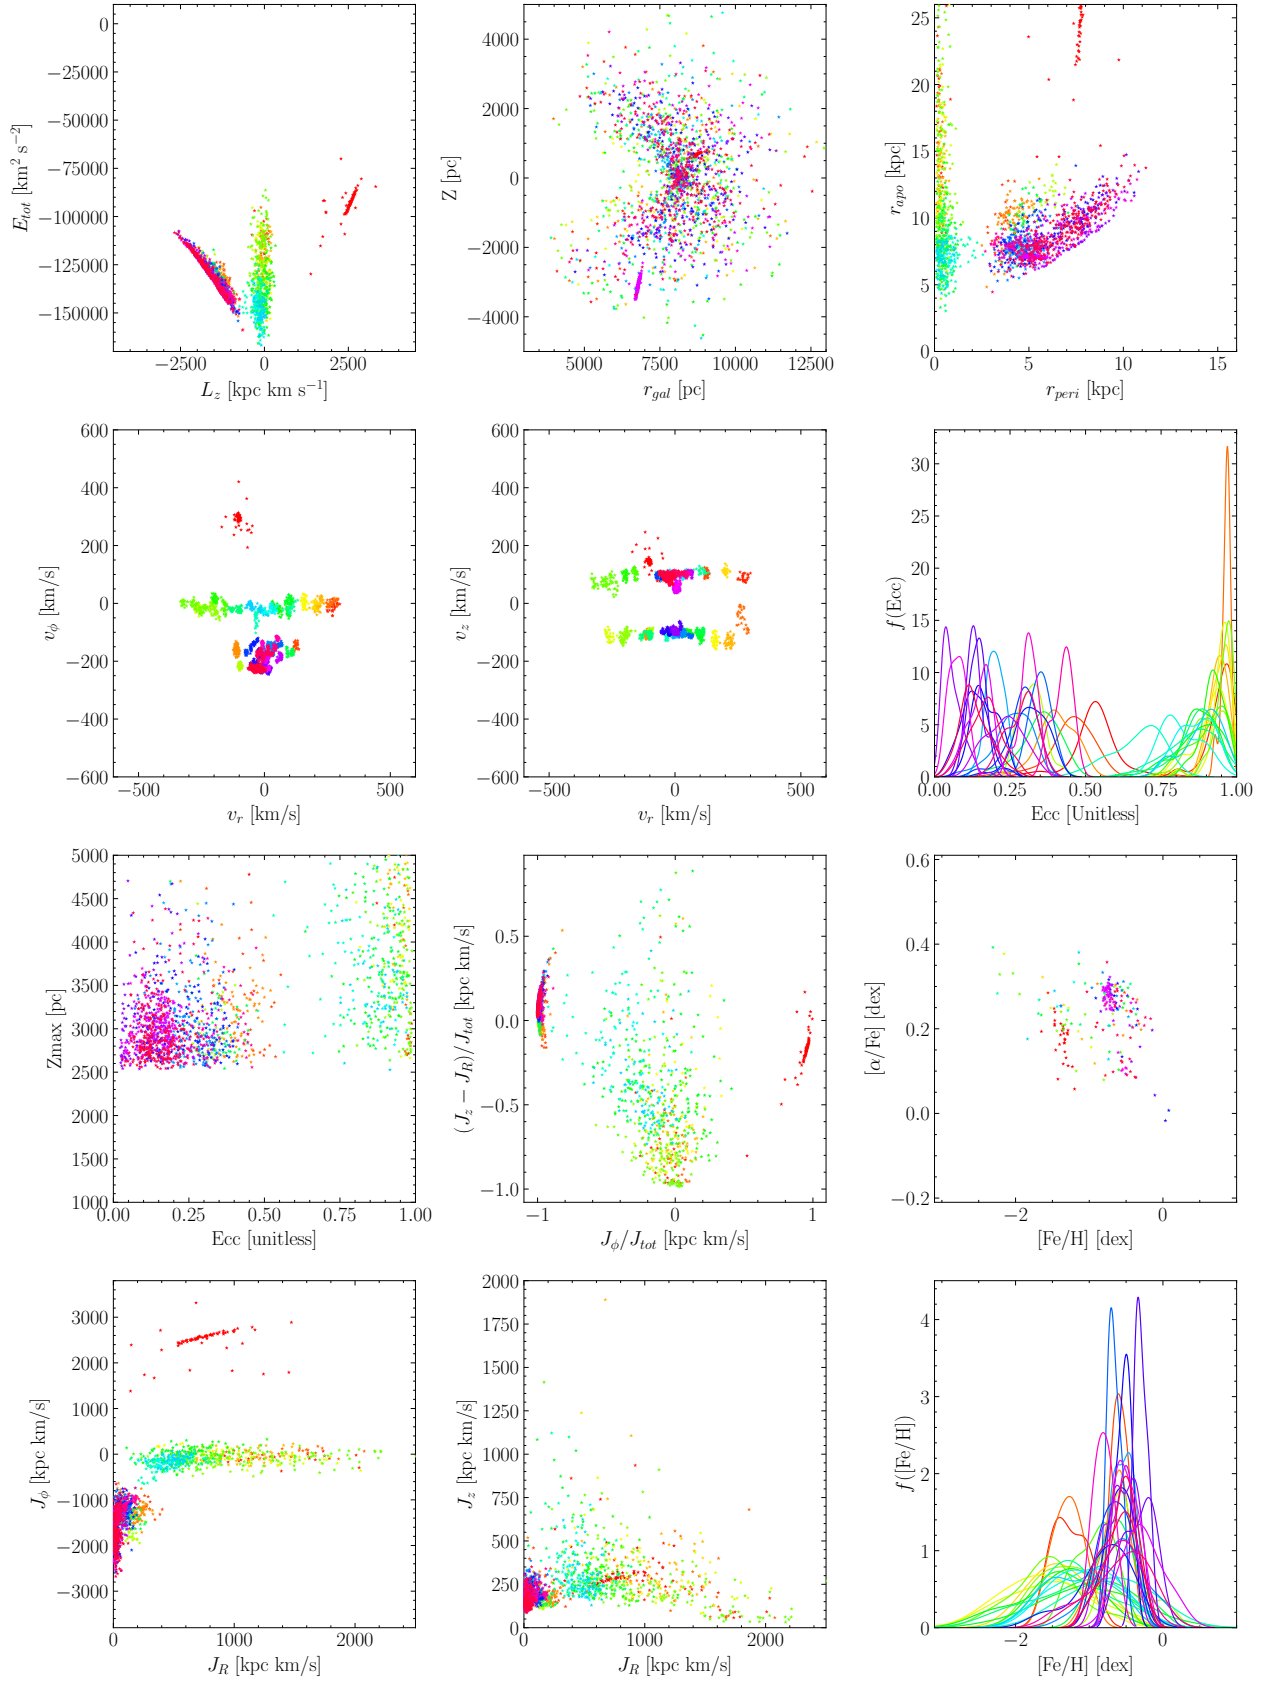 0
−25000
−50000
−75000
−100000
−125000
−150000
E_tot [km² s⁻²]
−2500 0 2500
L_z [kpc km s⁻¹]
4000
2000
0
−2000
−4000
Z [pc]
5000 7500 10000 12500
r_gal [pc]
25
20
15
10
5
0
r_apo [kpc]
0 5 10 15
r_peri [kpc]
600
400
200
0
−200
−400
−600
v_ϕ [km/s]
−500 0 500
v_r [km/s]
600
400
200
0
−200
−400
−600
v_z [km/s]
−500 0 500
v_r [km/s]
30
25
20
15
10
5
0
f(Ecc)
0.00 0.25 0.50 0.75 1.00
Ecc [Unitless]
5000
4500
4000
3500
3000
2500
2000
1500
1000
Zmax [pc]
0.00 0.25 0.50 0.75 1.00
Ecc [unitless]
0.5
0.0
−0.5
−1.0
(J_z − J_R)/J_tot [kpc km/s]
−1 0 1
J_ϕ/J_tot [kpc km/s]
0.6
0.4
0.2
0.0
−0.2
[α/Fe] [dex]
−2 0
[Fe/H] [dex]
3000
2000
1000
0
−1000
−2000
−3000
J_ϕ [kpc km/s]
0 1000 2000
J_R [kpc km/s]
2000
1750
1500
1250
1000
750
500
250
0
J_z [kpc km/s]
0 1000 2000
J_R [kpc km/s]
4
3
2
1
0
f([Fe/H])
−2 0
[Fe/H] [dex]